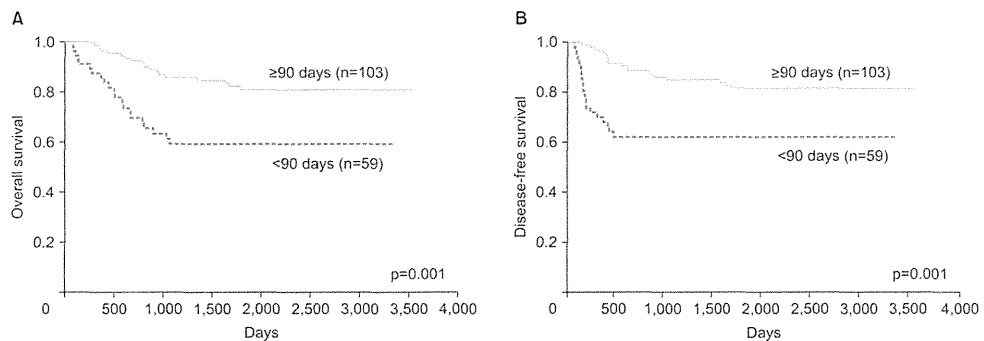 A
Overall survival
1.0
0.8
0.6
0.4
0.2
≥90 days (n=103)
<90 days (n=59)
p=0.001
0 500 1,000 1,500 2,000 2,500 3,000 3,500 4,000
Days
B
Disease-free survival
1.0
0.8
0.6
0.4
0.2
≥90 days (n=103)
<90 days (n=59)
p=0.001
0 500 1,000 1,500 2,000 2,500 3,000 3,500 4,000
Days